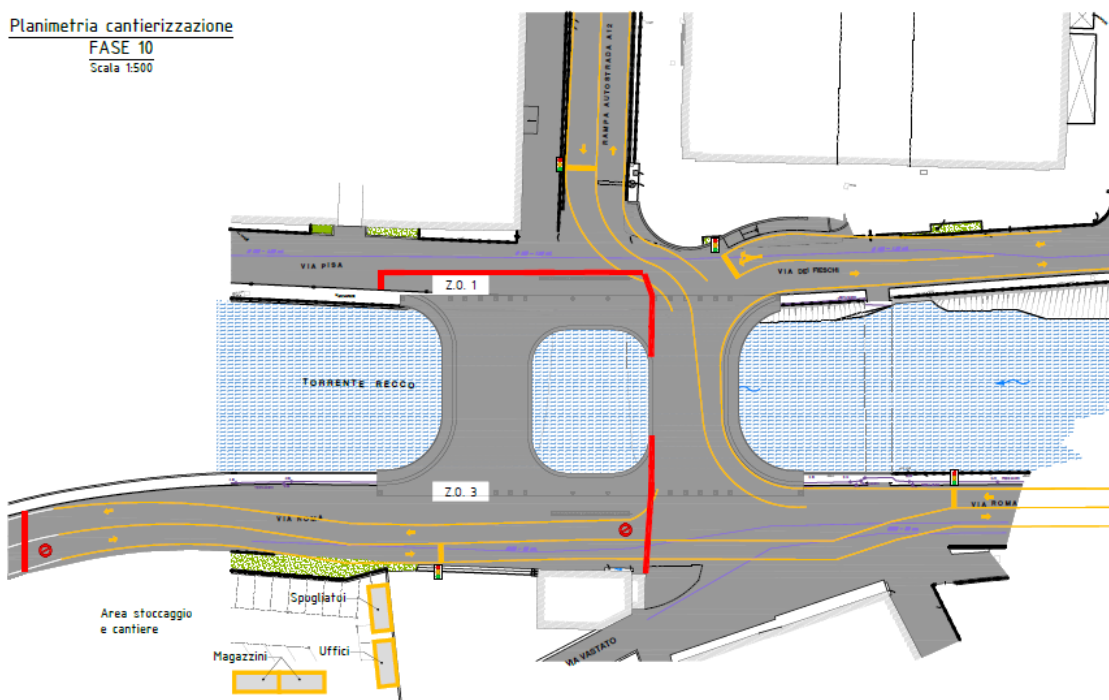 Planimetria cantierizzazione
FASE 10
Scala 1:500
RAMPA AUTOSTRADA A12
VIA PISA
Z.O. 1
VIA DEI FIESCHI
TORRENTE RECCO
Z.O. 3
VIA ROMA
VIA ROMA
Spogliatoi
Area stoccaggio
e cantiere
Uffici
Magazzini
VIA VASTATO